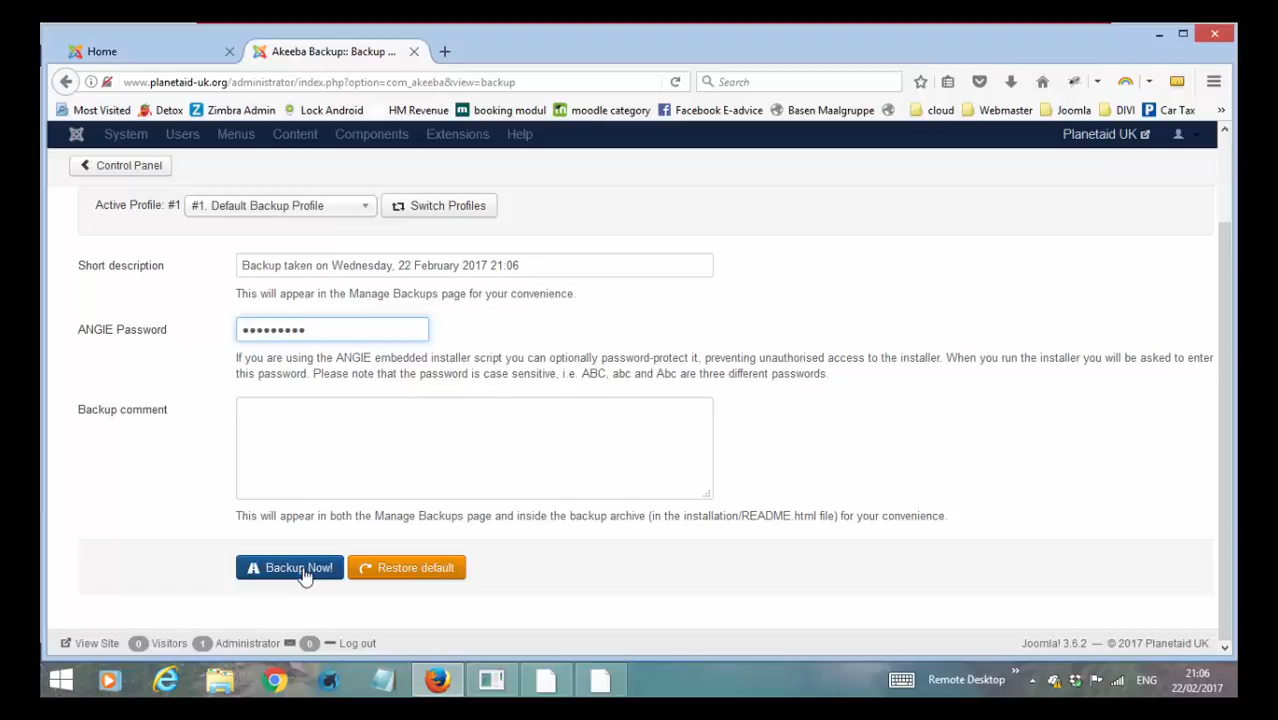 Home
Akeeba Backup:: Backup ...
www.planetaid-uk.org/administrator/index.php?option=com_akeeba&view=backup
Search
Most Visited Detox Zimbra Admin Lock Android HM Revenue booking modul moodle category Facebook E-advice Basen Maalgruppe cloud Webmaster Joomla DIVI Car Tax »
System Users Menus Content Components Extensions Help Planetaid UK
Control Panel
Active Profile: #1 #1. Default Backup Profile Switch Profiles
Short description Backup taken on Wednesday, 22 February 2017 21:06
This will appear in the Manage Backups page for your convenience.
ANGIE Password •••••••••
If you are using the ANGIE embedded installer script you can optionally password-protect it, preventing unauthorised access to the installer. When you run the installer you will be asked to enter
this password. Please note that the password is case sensitive, i.e. ABC, abc and Abc are three different passwords.
Backup comment
This will appear in both the Manage Backups page and inside the backup archive (in the installation/README.html file) for your convenience.
Backup Now! Restore default
View Site 0 Visitors 1 Administrator 0 Log out Joomla! 3.6.2 — © 2017 Planetaid UK
Remote Desktop » ENG 21:06
22/02/2017